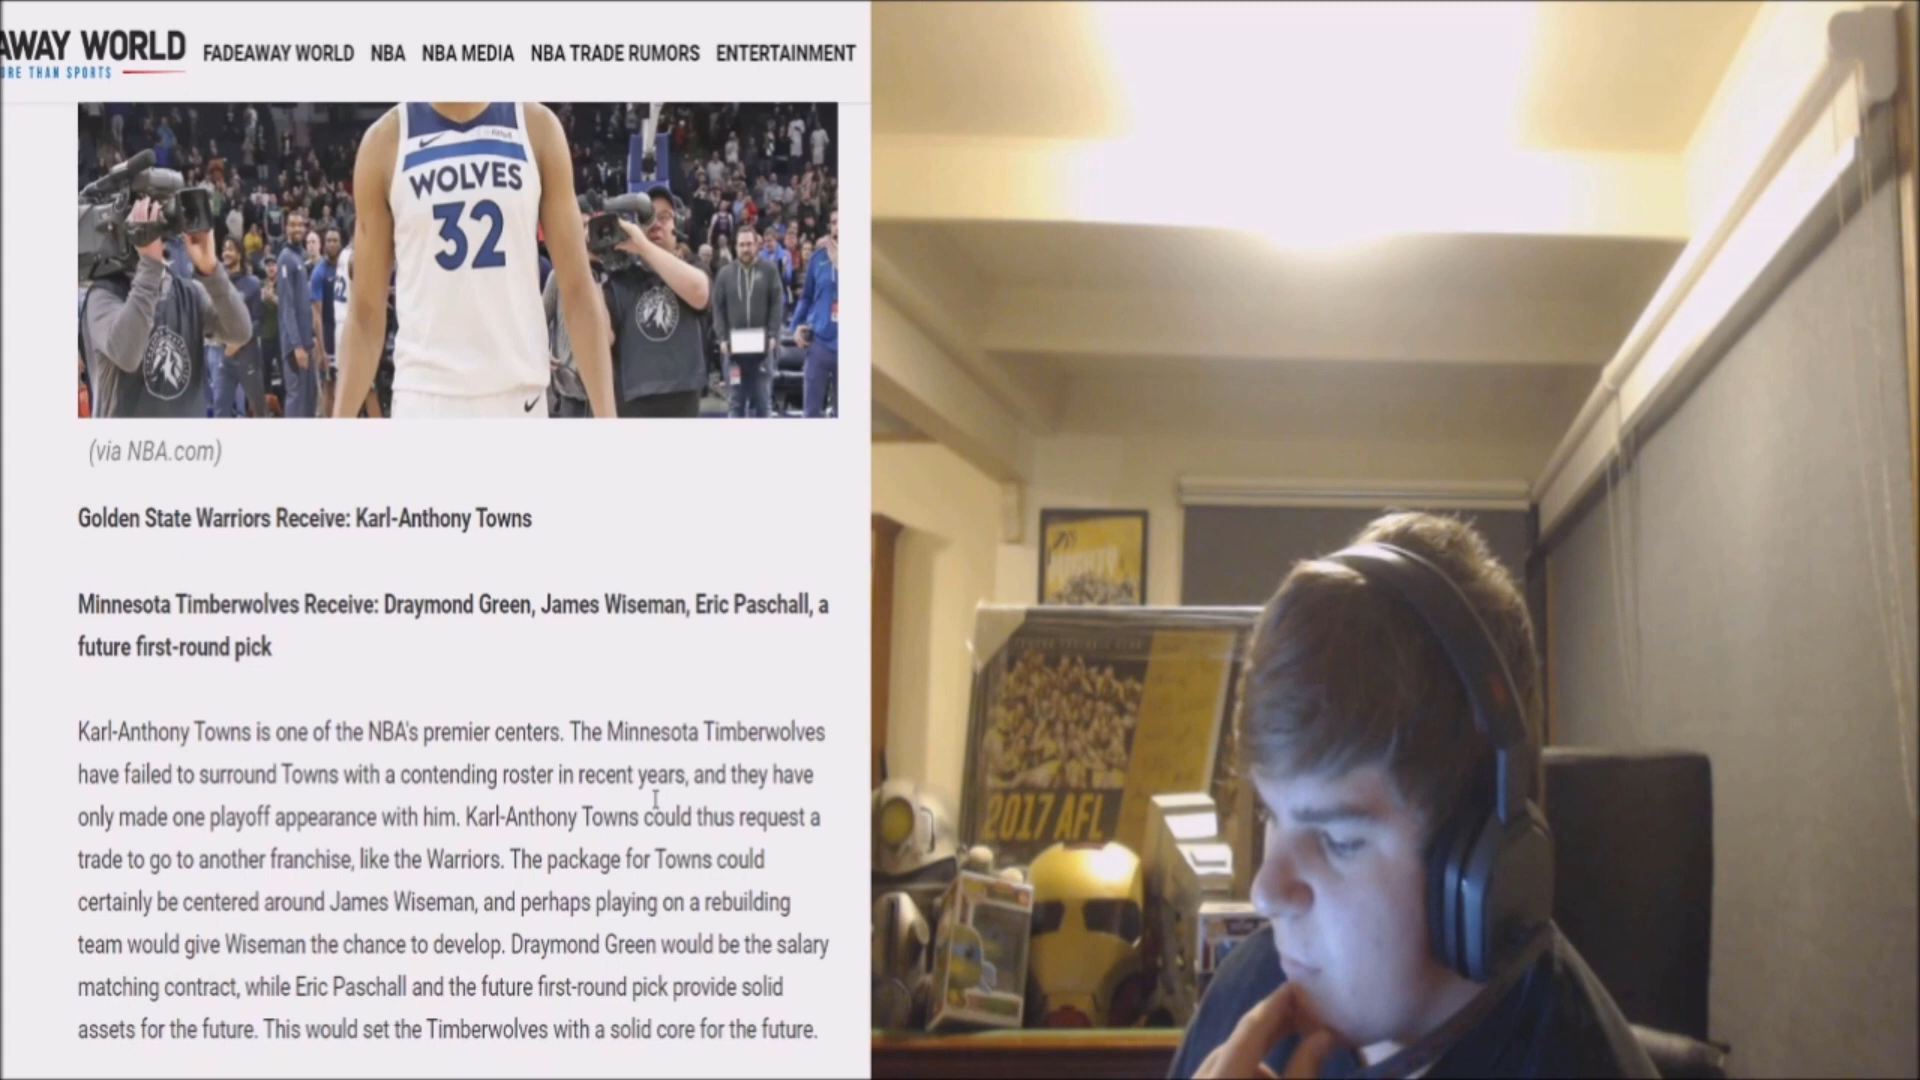 AWAY WORLD
ORE THAN SPORTS
FADEAWAY WORLD NBA NBA MEDIA NBA TRADE RUMORS ENTERTAINMENT
WOLVES
32
(via NBA.com)
Golden State Warriors Receive: Karl-Anthony Towns
Minnesota Timberwolves Receive: Draymond Green, James Wiseman, Eric Paschall, a
future first-round pick
Karl-Anthony Towns is one of the NBA's premier centers. The Minnesota Timberwolves
have failed to surround Towns with a contending roster in recent years, and they have
only made one playoff appearance with him. Karl-Anthony Towns could thus request a
trade to go to another franchise, like the Warriors. The package for Towns could
certainly be centered around James Wiseman, and perhaps playing on a rebuilding
team would give Wiseman the chance to develop. Draymond Green would be the salary
matching contract, while Eric Paschall and the future first-round pick provide solid
assets for the future. This would set the Timberwolves with a solid core for the future.
2017 AFL